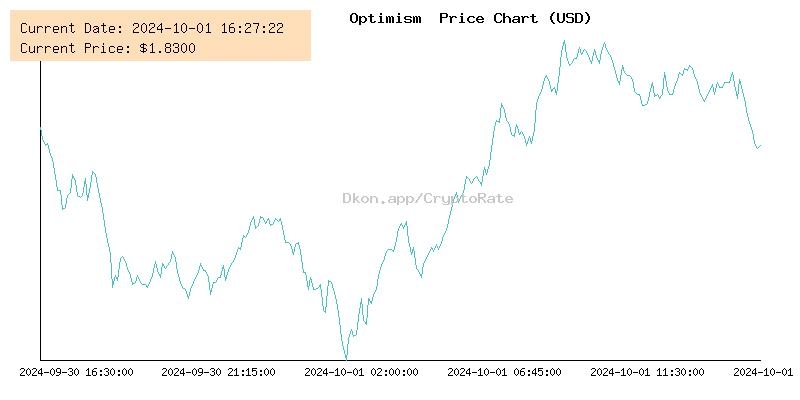 Optimism  Price Chart (USD)
Current Date: 2024-10-01 16:27:22
Current Price: $1.8300
Dkon.app/CryptoRate
2024-09-30 16:30:00 2024-09-30 21:15:00 2024-10-01 02:00:00 2024-10-01 06:45:00 2024-10-01 11:30:00 2024-10-01